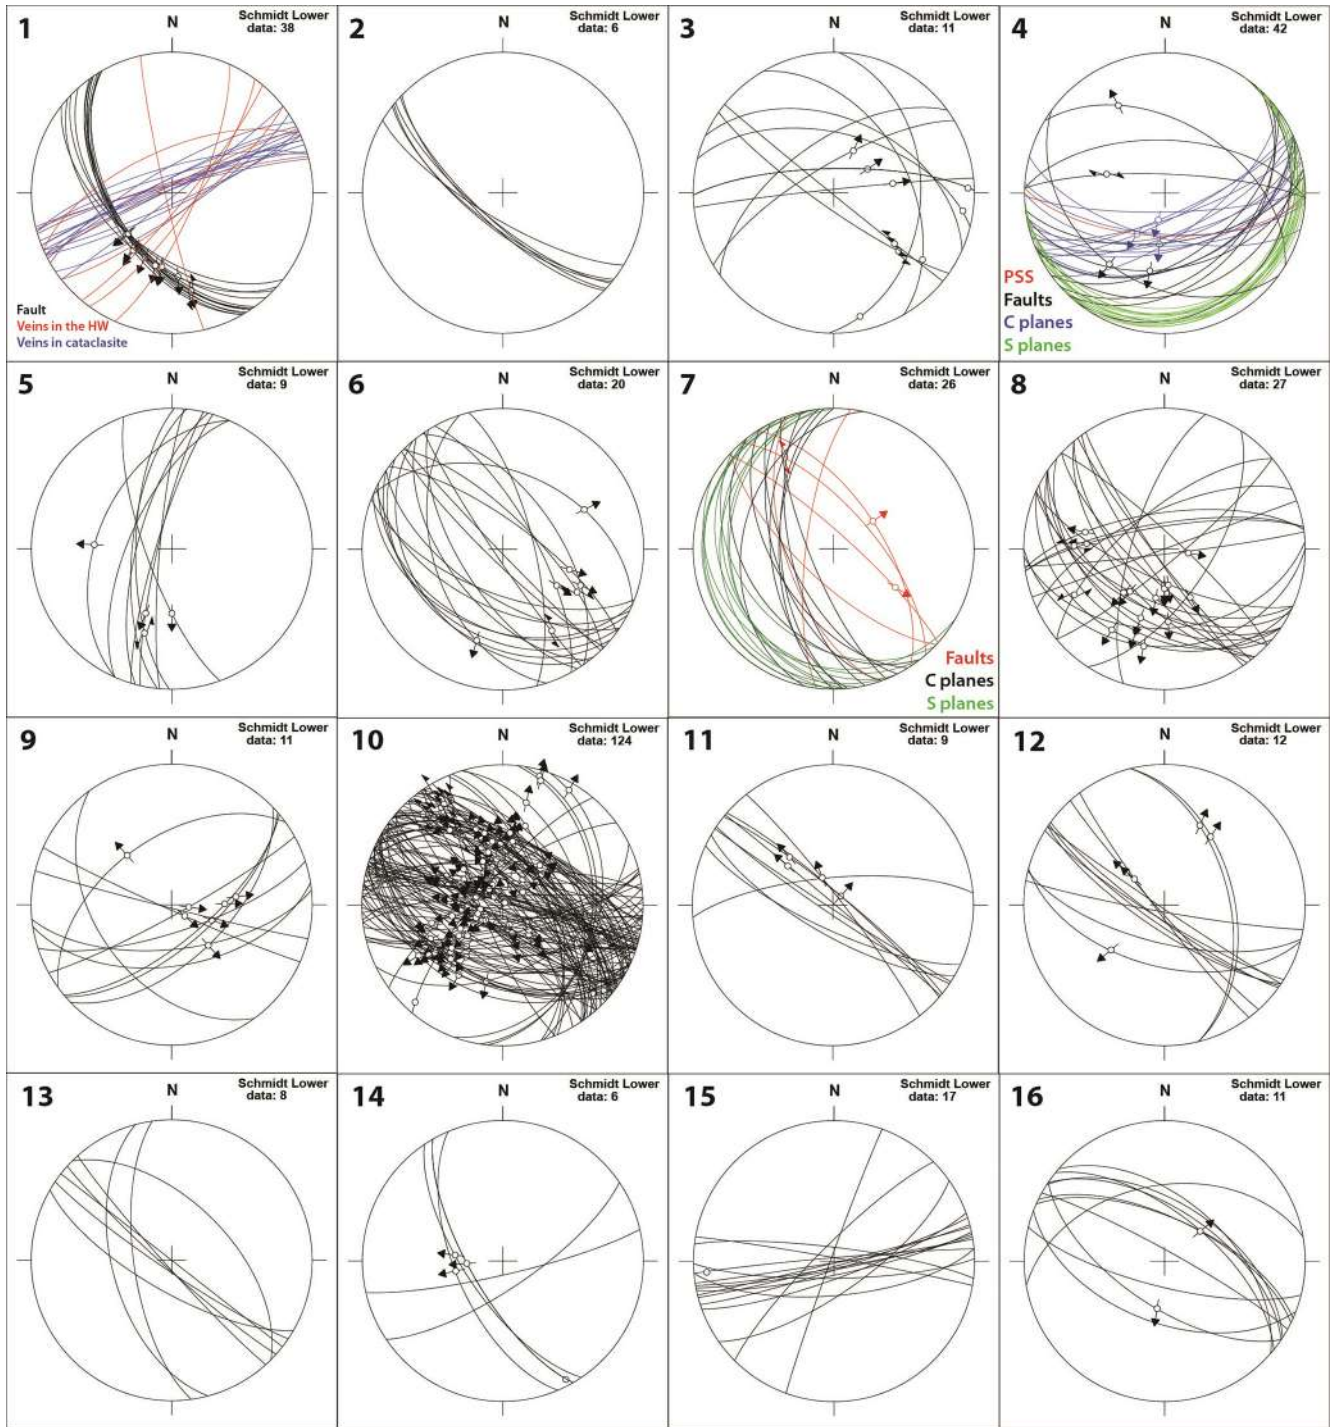 1
N
Schmidt Lower
data: 38
Fault
Veins in the HW
Veins in cataclasite
2
N
Schmidt Lower
data: 6
3
N
Schmidt Lower
data: 11
4
N
Schmidt Lower
data: 42
PSS
Faults
C planes
S planes
5
N
Schmidt Lower
data: 9
6
N
Schmidt Lower
data: 20
7
N
Schmidt Lower
data: 26
Faults
C planes
S planes
8
N
Schmidt Lower
data: 27
9
N
Schmidt Lower
data: 11
10
N
Schmidt Lower
data: 124
11
N
Schmidt Lower
data: 9
12
N
Schmidt Lower
data: 12
13
N
Schmidt Lower
data: 8
14
N
Schmidt Lower
data: 6
15
N
Schmidt Lower
data: 17
16
N
Schmidt Lower
data: 11